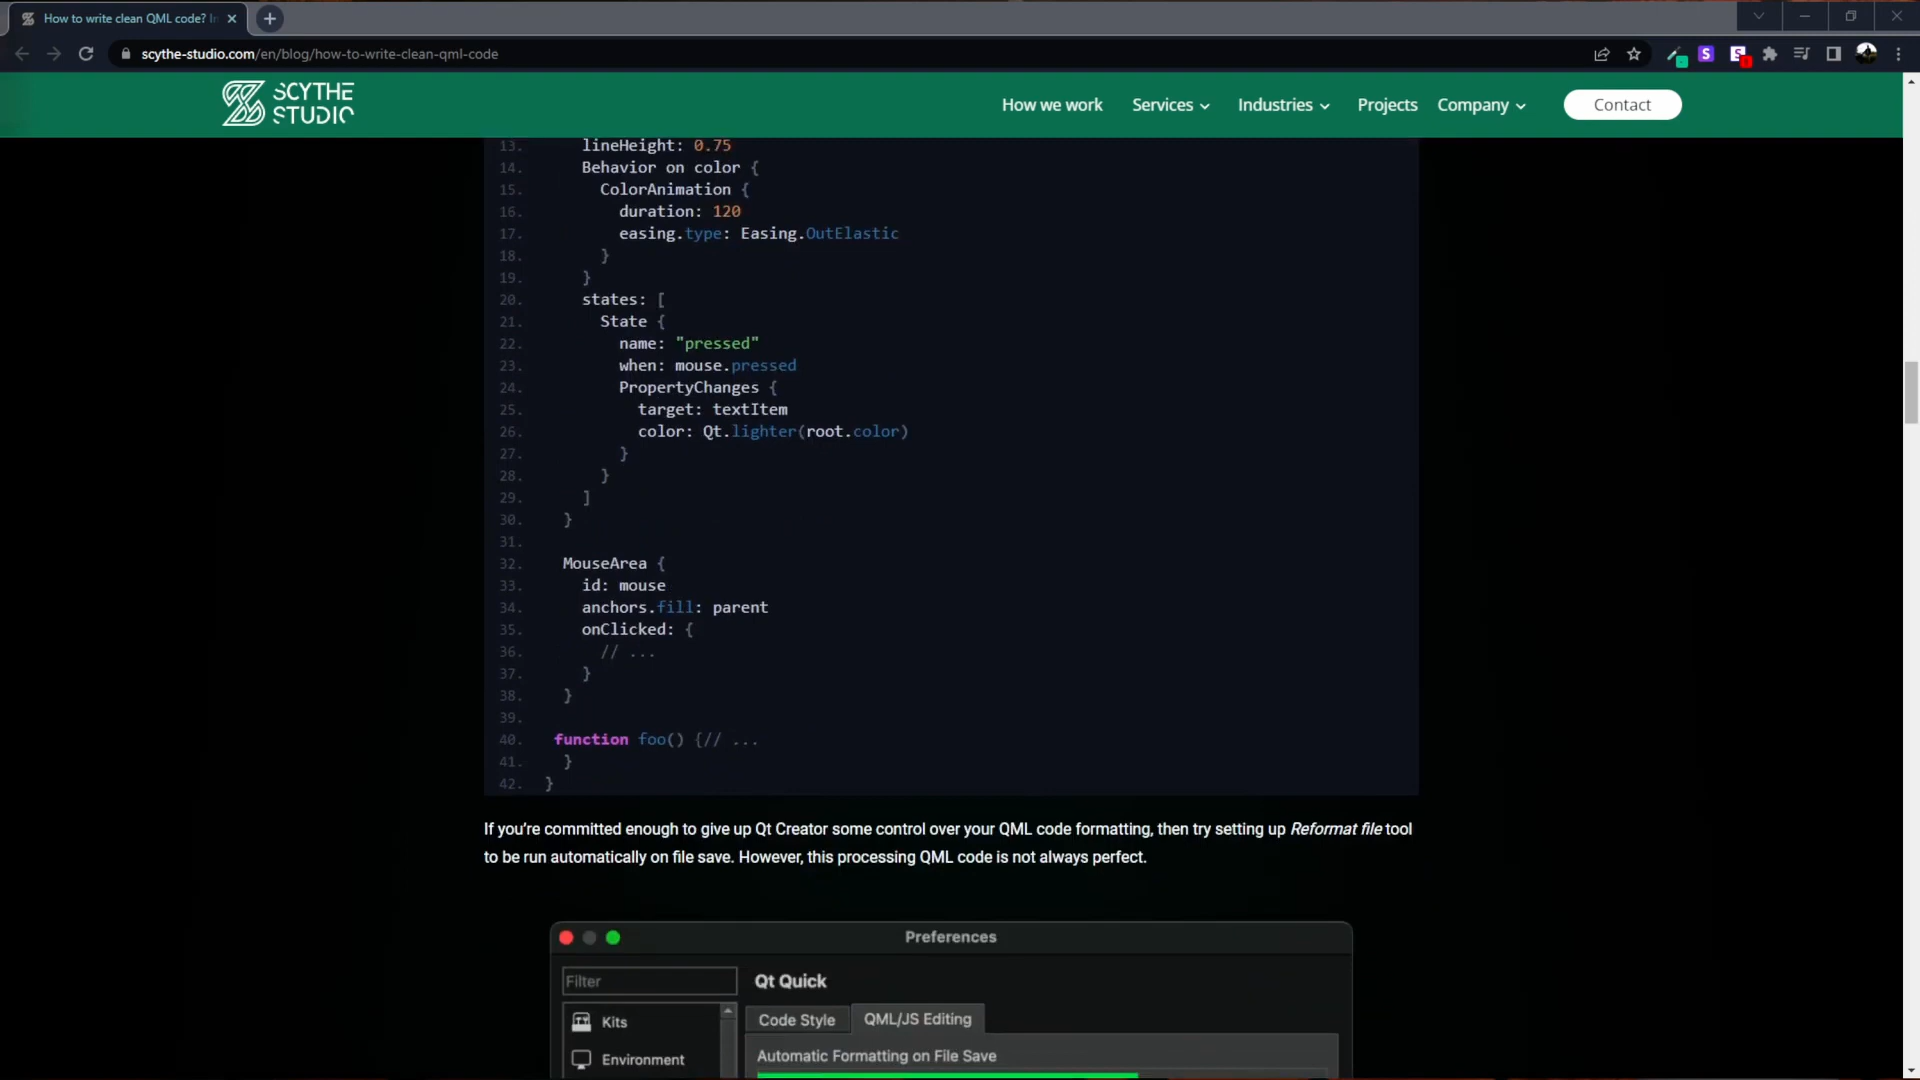 How to write clean QML code? In
scythe-studio.com/en/blog/how-to-write-clean-qml-code
SCYTHE
STUDIO
How we work
Services
Industries
Projects
Company
Contact
13. lineHeight: 0.75
14. Behavior on color {
15. ColorAnimation {
16. duration: 120
17. easing.type: Easing.OutElastic
18. }
19. }
20. states: [
21. State {
22. name: "pressed"
23. when: mouse.pressed
24. PropertyChanges {
25. target: textItem
26. color: Qt.lighter(root.color)
27. }
28. }
29. ]
30. }
31.
32. MouseArea {
33. id: mouse
34. anchors.fill: parent
35. onClicked: {
36. // ...
37. }
38. }
39.
40. function foo() {// ...
41. }
42. }
If you're committed enough to give up Qt Creator some control over your QML code formatting, then try setting up Reformat file tool
to be run automatically on file save. However, this processing QML code is not always perfect.
Preferences
Filter
Qt Quick
Kits
Code Style
QML/JS Editing
Environment
Automatic Formatting on File Save